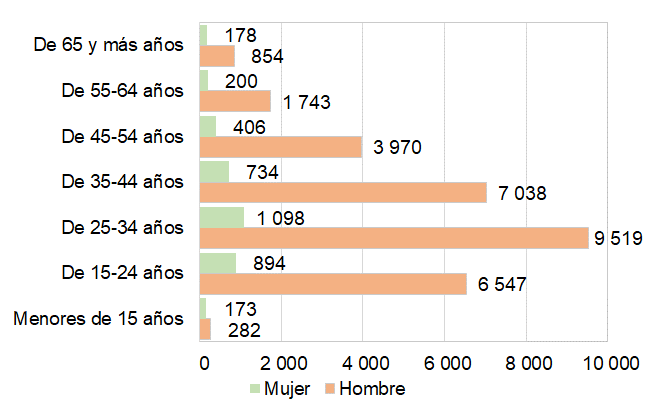 De 65 y más años
178
854
De 55-64 años
200
1 743
De 45-54 años
406
3 970
De 35-44 años
734
7 038
De 25-34 años
1 098
9 519
De 15-24 años
894
6 547
Menores de 15 años
173
282
0 2 000 4 000 6 000 8 000 10 000
Mujer Hombre